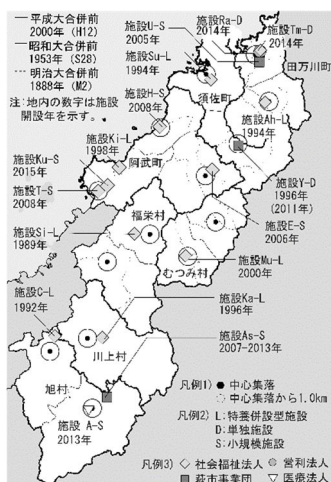 ― 平成大合併前
2000年 (H12)
― 昭和大合併前
1953年 (S28)
明治大合併前
1888年 (M2)
注:地内の数字は施設
開設年を示す。
施設U-S
2005年
施設Ra-D
2014年
施設Tm-D
2014年
施設Su-L
1994年
田万川町
施設H-S
2008年
須佐町
施設Ah-L
1994年
施設Ki-L
1998年
阿武町
施設Ku-S
2015年
施設T-S
2008年
施設Y-D
1996年
(2011年)
福栄村
施設E-S
2006年
施設Si-L
1989年
むつみ村
施設Mu-L
2000年
施設C-L
1992年
施設Ka-L
1996年
川上村
施設As-S
2007-2013年
旭村
施設 A-S
2013年
凡例1) ● 中心集落
中心集落から1.0km
凡例2) L:特養併設型施設
D:単独施設
S:小規模施設
凡例3) ◇ 社会福祉法人 営利法人
■ 萩市事業団 ▽ 医療法人